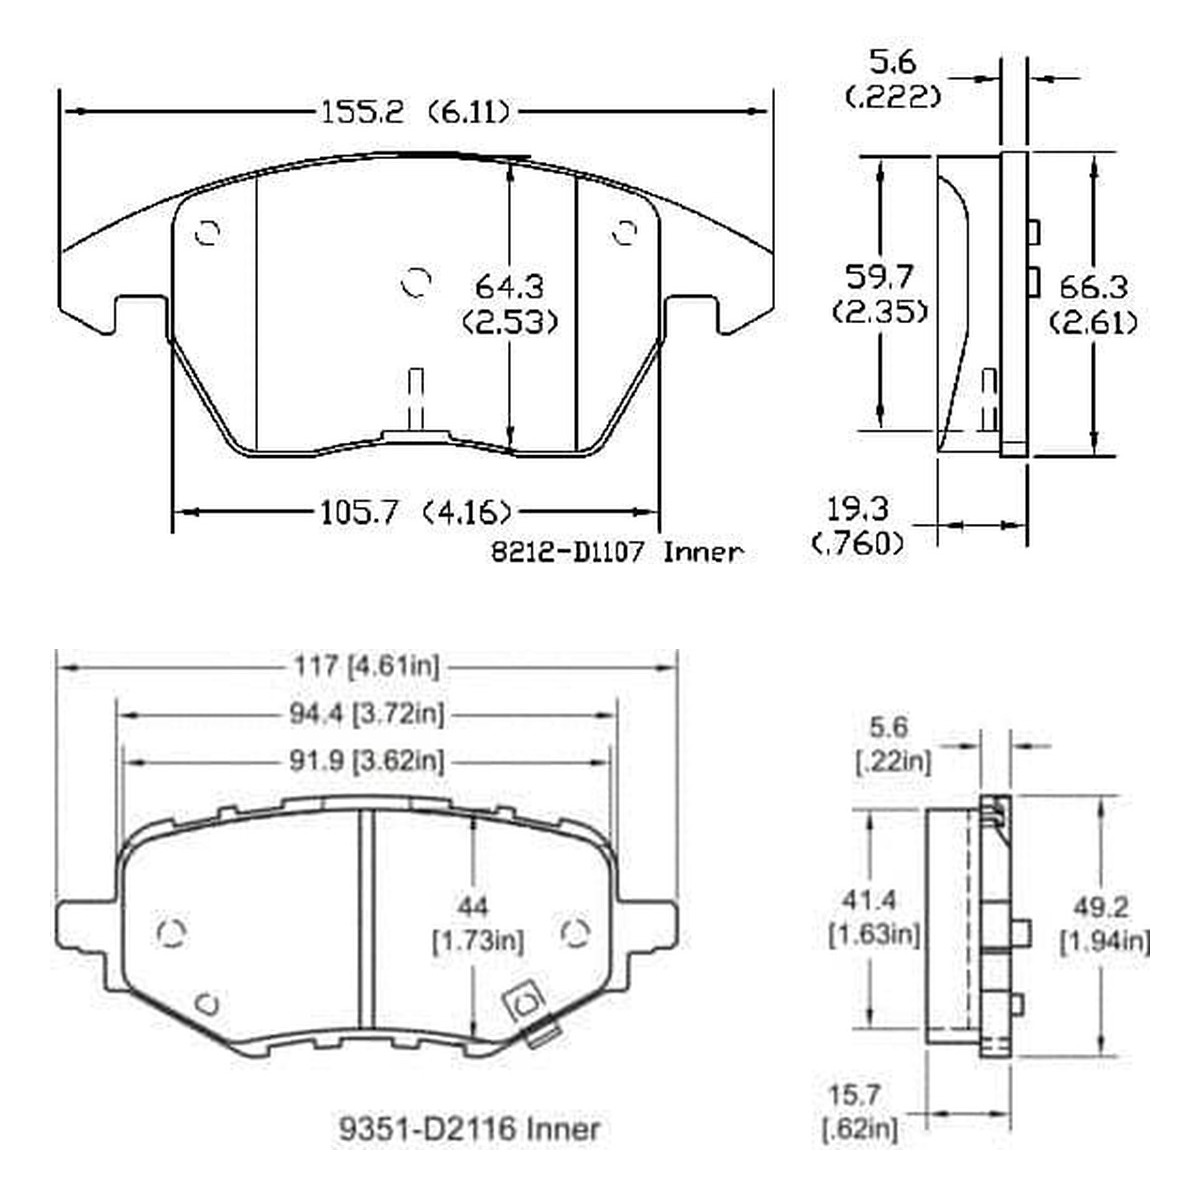 155.2 (6.11)
5.6
(.222)
64.3
(2.53)
59.7
(2.35)
66.3
(2.61)
105.7 (4.16)
8212-D1107 Inner
19.3
(.760)
117 [4.61in]
94.4 [3.72in]
91.9 [3.62in]
5.6
[.22in]
44
[1.73in]
41.4
[1.63in]
49.2
[1.94in]
15.7
[.62in]
9351-D2116 Inner